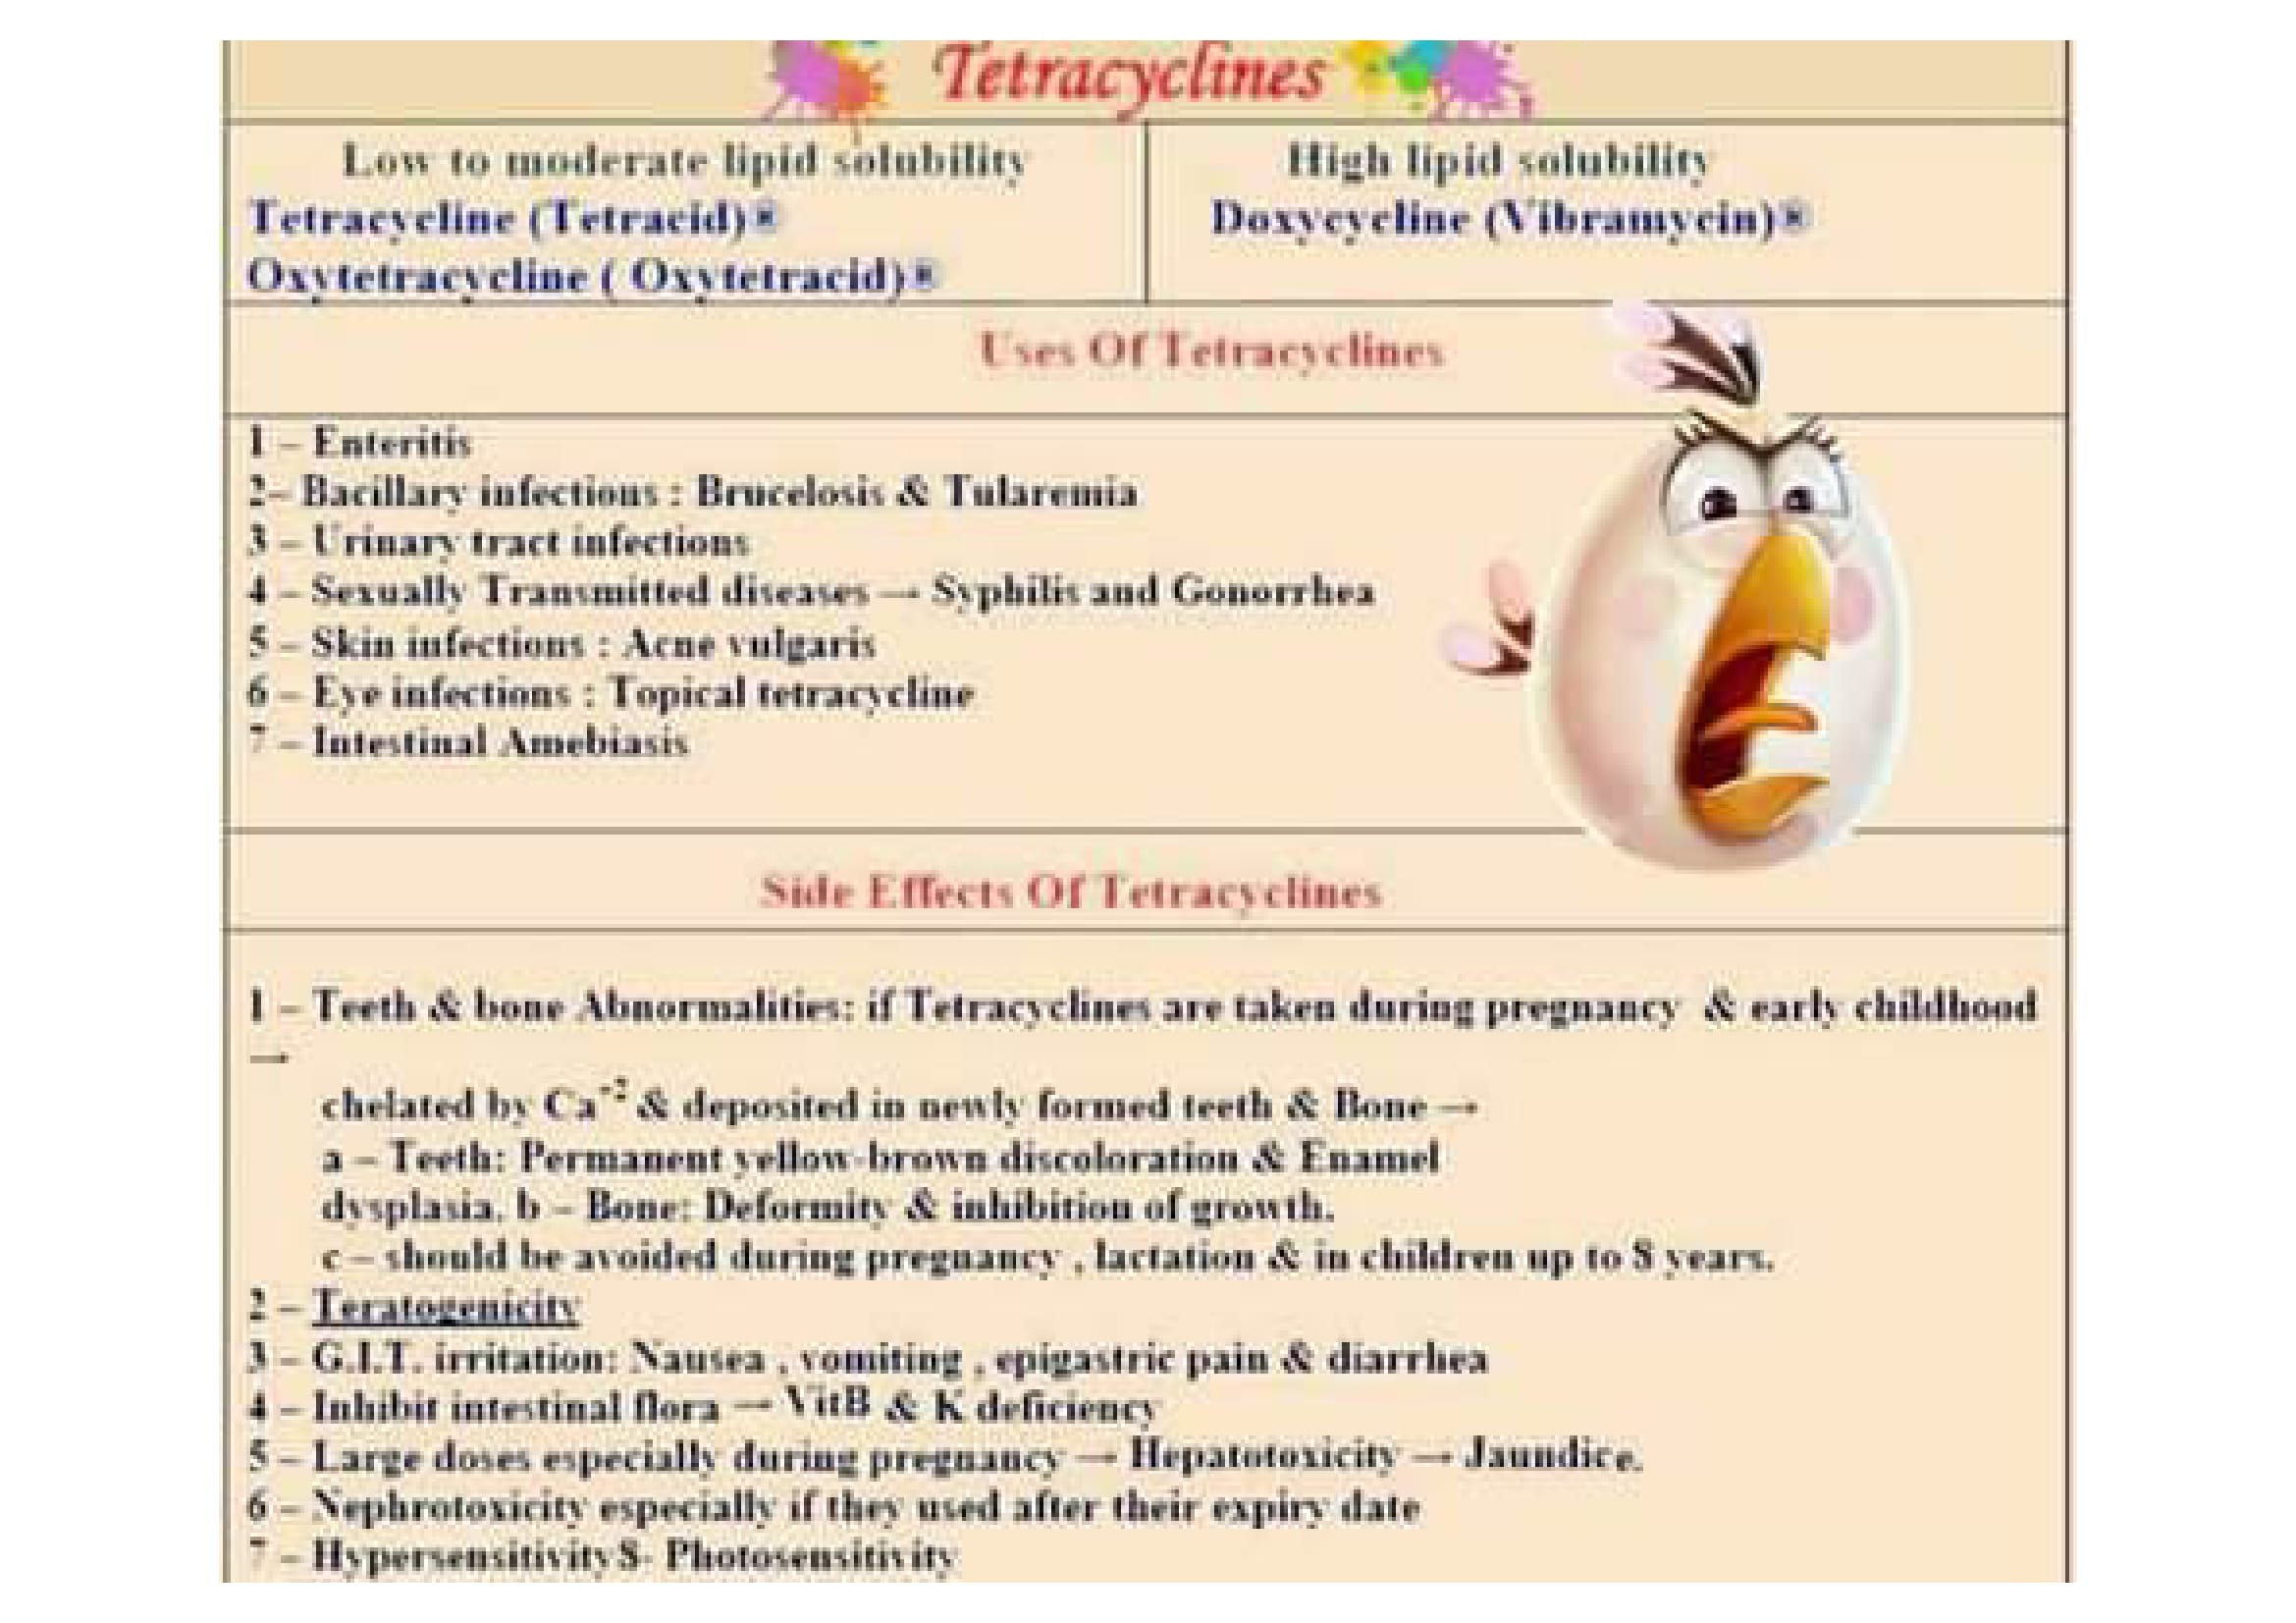 Tetracyclines
Low to moderate lipid solubility
High lipid solubility
Tetracycline (Tetracid)®
Doxycycline (Vibramycin)®
Oxytetracycline ( Oxytetracid)®
Uses Of Tetracyclines
1 – Enteritis
2– Bacillary infections : Brucelosis & Tularemia
3 – Urinary tract infections
4 – Sexually Transmitted diseases → Syphilis and Gonorrhea
5 – Skin infections : Acne vulgaris
6 – Eye infections : Topical tetracycline
7 – Intestinal Amebiasis
Side Effects Of Tetracyclines
1 – Teeth & bone Abnormalities: if Tetracyclines are taken during pregnancy & early childhood
→
chelated by Ca⁺² & deposited in newly formed teeth & Bone →
a – Teeth: Permanent yellow-brown discoloration & Enamel
dysplasia. b – Bone: Deformity & inhibition of growth.
c – should be avoided during pregnancy , lactation & in children up to 8 years.
2 – Teratogenicity
3 – G.I.T. irritation: Nausea , vomiting , epigastric pain & diarrhea
4 – Inhibit intestinal flora → VitB & K deficiency
5 – Large doses especially during pregnancy → Hepatotoxicity → Jaundice.
6 – Nephrotoxicity especially if they used after their expiry date
7 – Hypersensitivity8- Photosensitivity